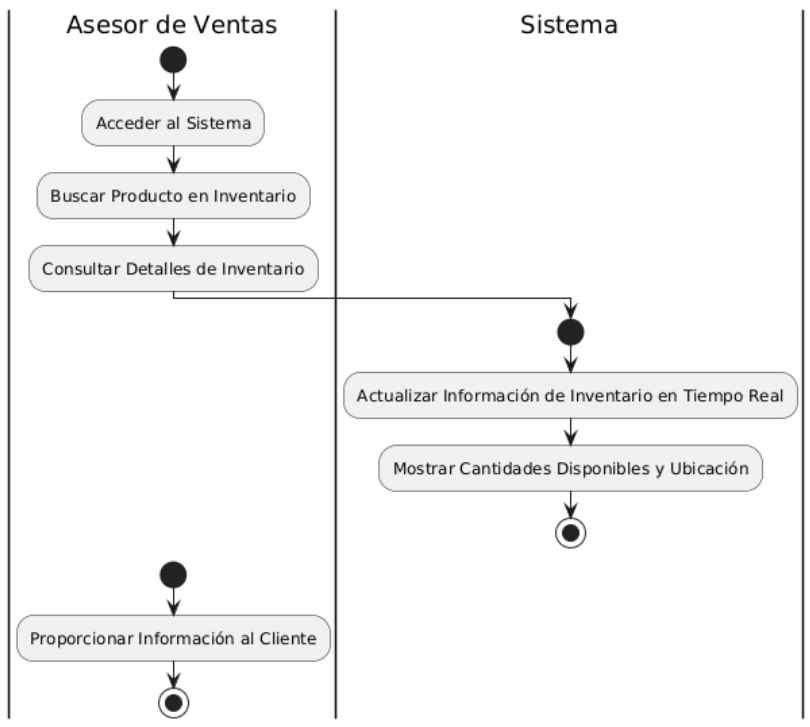 Asesor de Ventas
Sistema
Acceder al Sistema
Buscar Producto en Inventario
Consultar Detalles de Inventario
Actualizar Información de Inventario en Tiempo Real
Mostrar Cantidades Disponibles y Ubicación
Proporcionar Información al Cliente